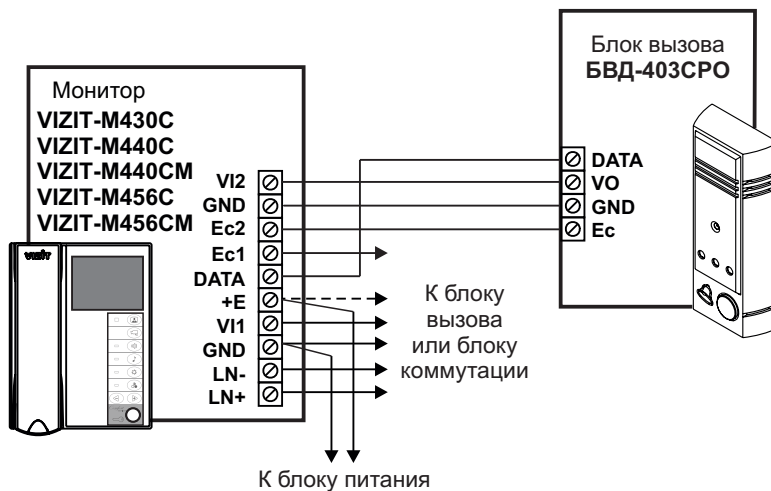 Монитор
VIZIT-M430C
VIZIT-M440C
VIZIT-M440CM
VIZIT-M456C
VIZIT-M456CM
VI2
GND
Ec2
Ec1
DATA
+E
VI1
GND
LN-
LN+
Блок вызова
БВД-403CPO
DATA
VO
GND
Ec
К блоку
вызова
или блоку
коммутации
К блоку питания
VIZIT